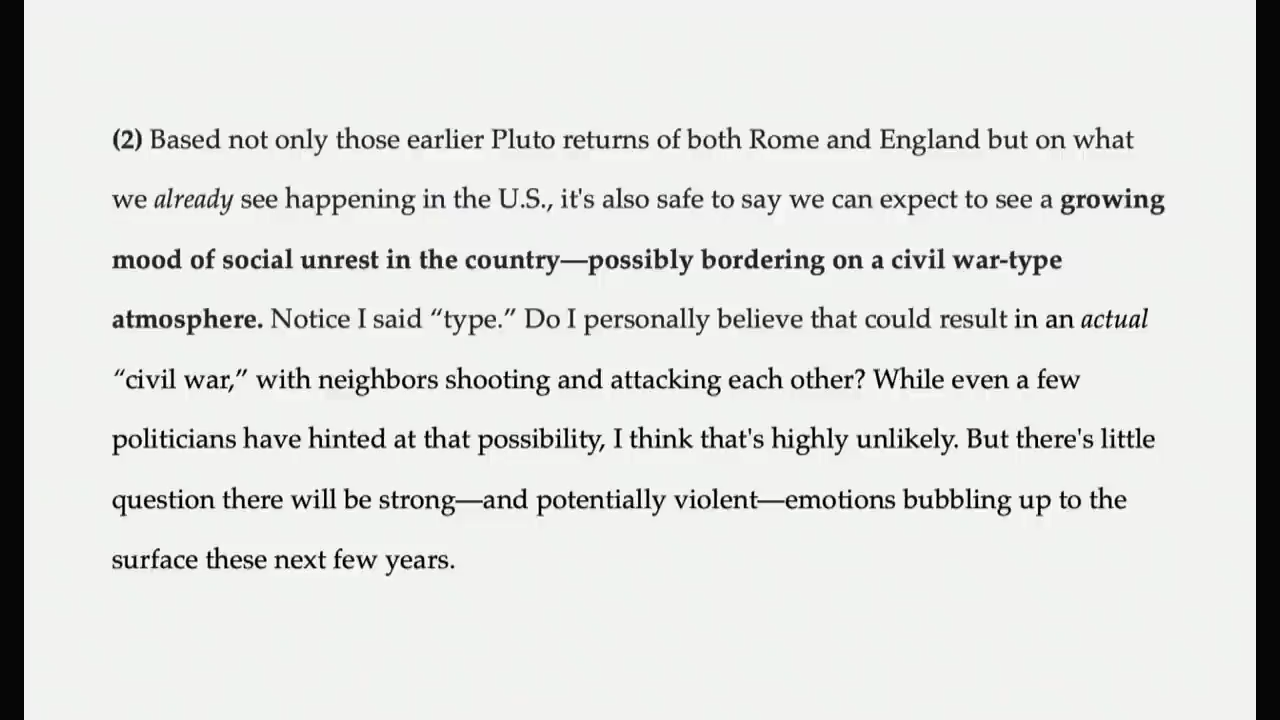 (2) Based not only those earlier Pluto returns of both Rome and England but on what
we already see happening in the U.S., it's also safe to say we can expect to see a growing
mood of social unrest in the country—possibly bordering on a civil war-type
atmosphere. Notice I said “type.” Do I personally believe that could result in an actual
“civil war,” with neighbors shooting and attacking each other? While even a few
politicians have hinted at that possibility, I think that's highly unlikely. But there's little
question there will be strong—and potentially violent—emotions bubbling up to the
surface these next few years.